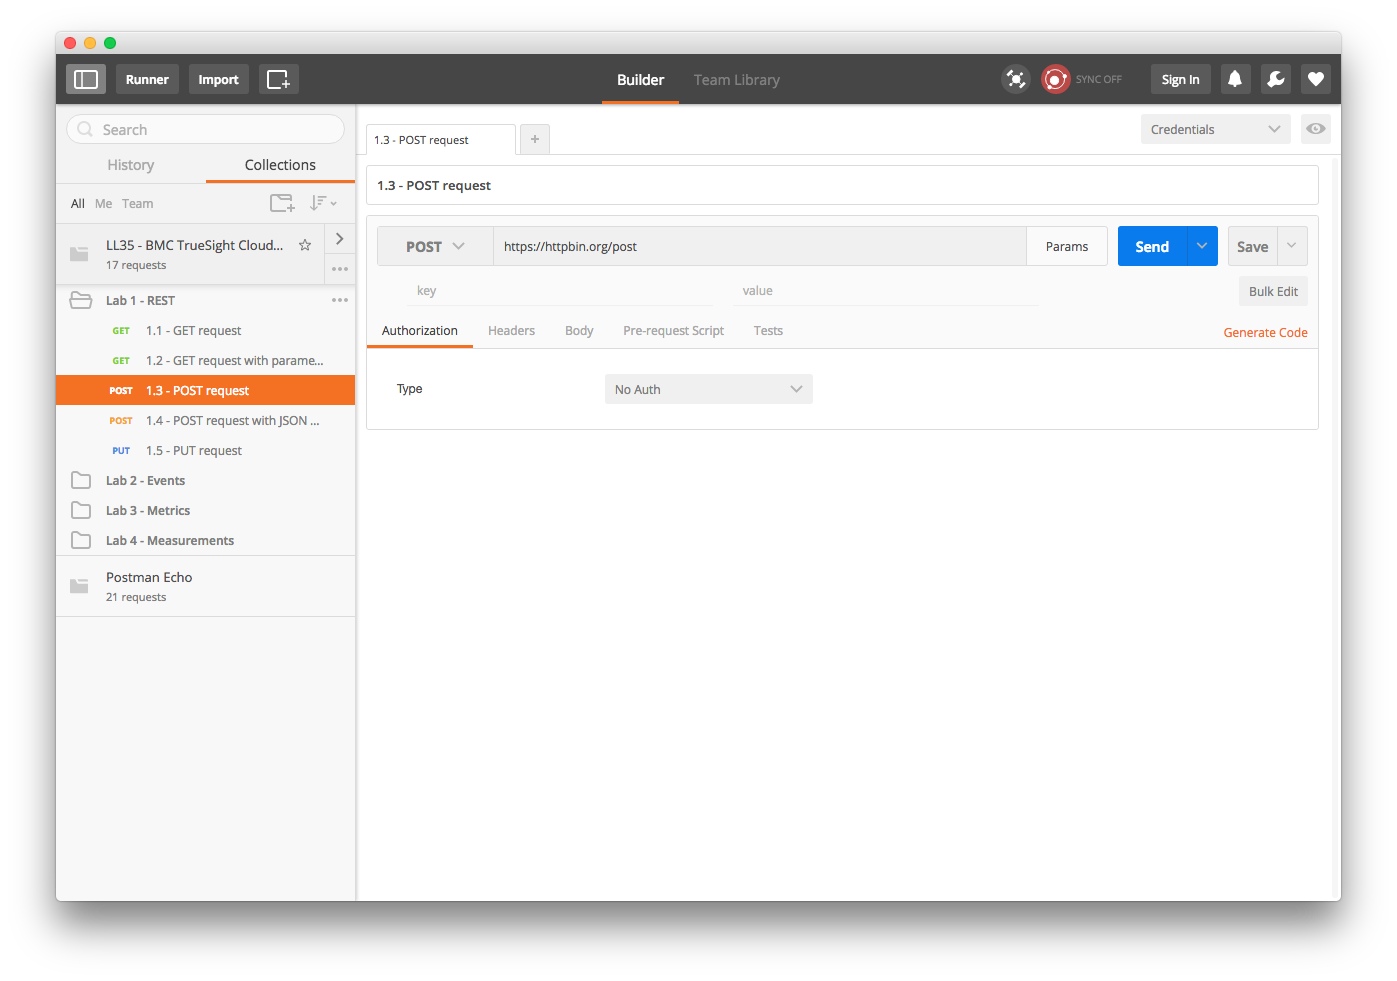 Runner
Import
Builder
Team Library
SYNC OFF
Sign In
Search
History
Collections
All Me Team
LL35 - BMC TrueSight Cloud...
17 requests
Lab 1 - REST
GET 1.1 - GET request
GET 1.2 - GET request with parame...
POST 1.3 - POST request
POST 1.4 - POST request with JSON ...
PUT 1.5 - PUT request
Lab 2 - Events
Lab 3 - Metrics
Lab 4 - Measurements
Postman Echo
21 requests
1.3 - POST request
+
Credentials
1.3 - POST request
POST
https://httpbin.org/post
Params
Send
Save
key
value
Bulk Edit
Authorization
Headers
Body
Pre-request Script
Tests
Generate Code
Type
No Auth